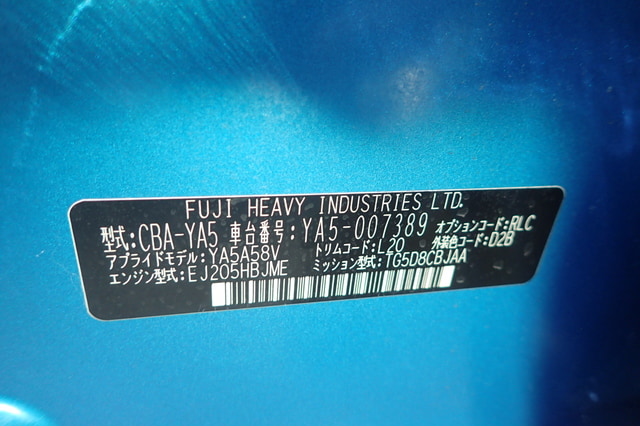 FUJI HEAVY INDUSTRIES LTD.
型式:CBA-YA5 車台番号:YA5-007389 オプションコード:RLC
アプライドモデル:YA5A58V トリムコード:L20 外装色コード:D2B
エンジン型式:EJ205HBJME ミッション型式:TG5D8CBJAA